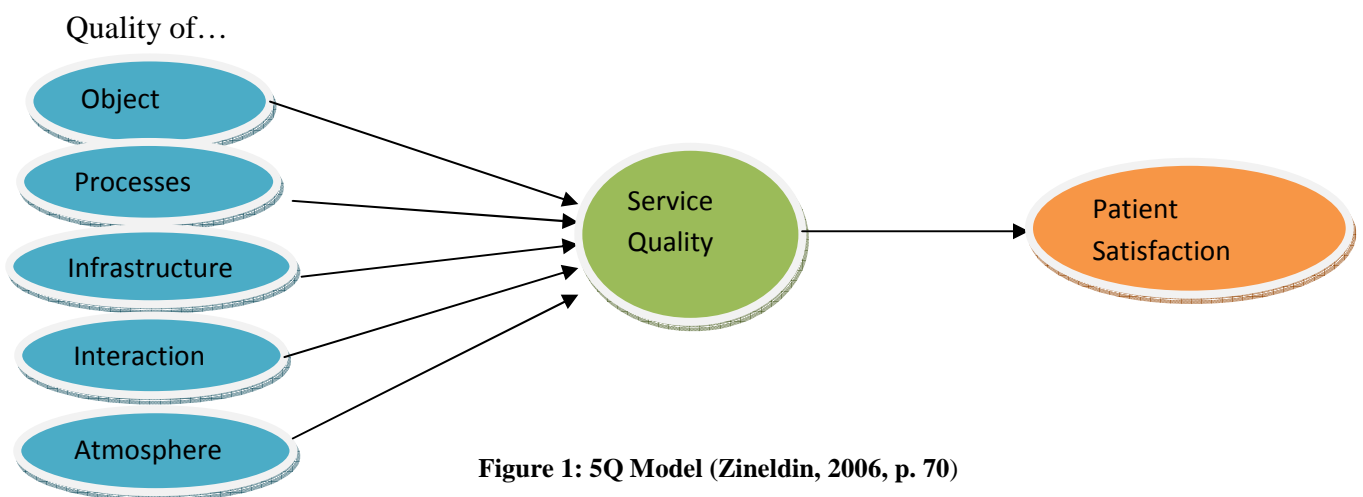 Quality of…
Object
Processes
Infrastructure
Interaction
Atmosphere
Service
Quality
Patient
Satisfaction
Figure 1: 5Q Model (Zineldin, 2006, p. 70)